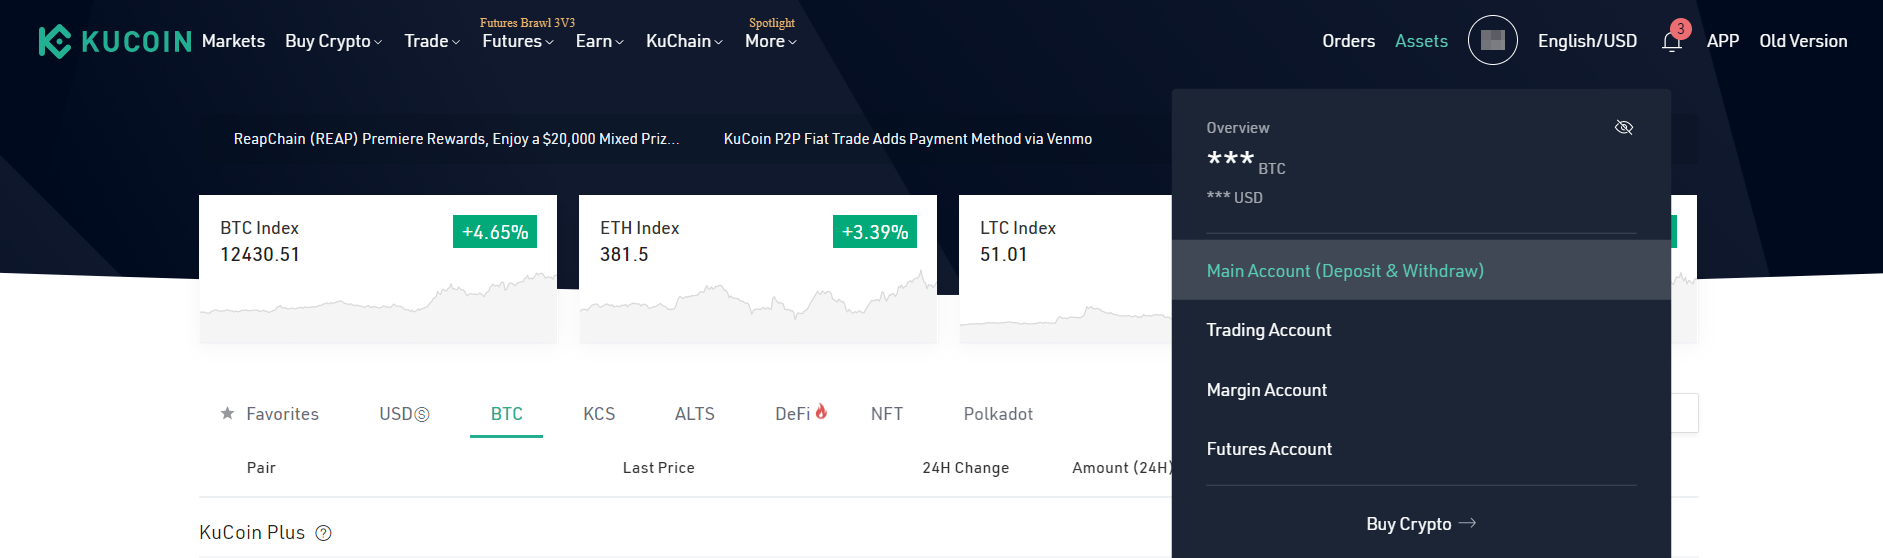 Futures Brawl 3V3 Spotlight
KUCOIN Markets Buy Crypto Trade Futures Earn KuChain More Orders Assets English/USD 3 APP Old Version
ReapChain (REAP) Premiere Rewards, Enjoy a $20,000 Mixed Priz... KuCoin P2P Fiat Trade Adds Payment Method via Venmo
BTC Index +4.65%
12430.51
ETH Index +3.39%
381.5
LTC Index
51.01
Overview
*** BTC
*** USD
Main Account (Deposit & Withdraw)
Trading Account
Margin Account
Futures Account
Buy Crypto →
Favorites USDⓈ BTC KCS ALTS DeFi NFT Polkadot
Pair Last Price 24H Change Amount (24H)
KuCoin Plus ?